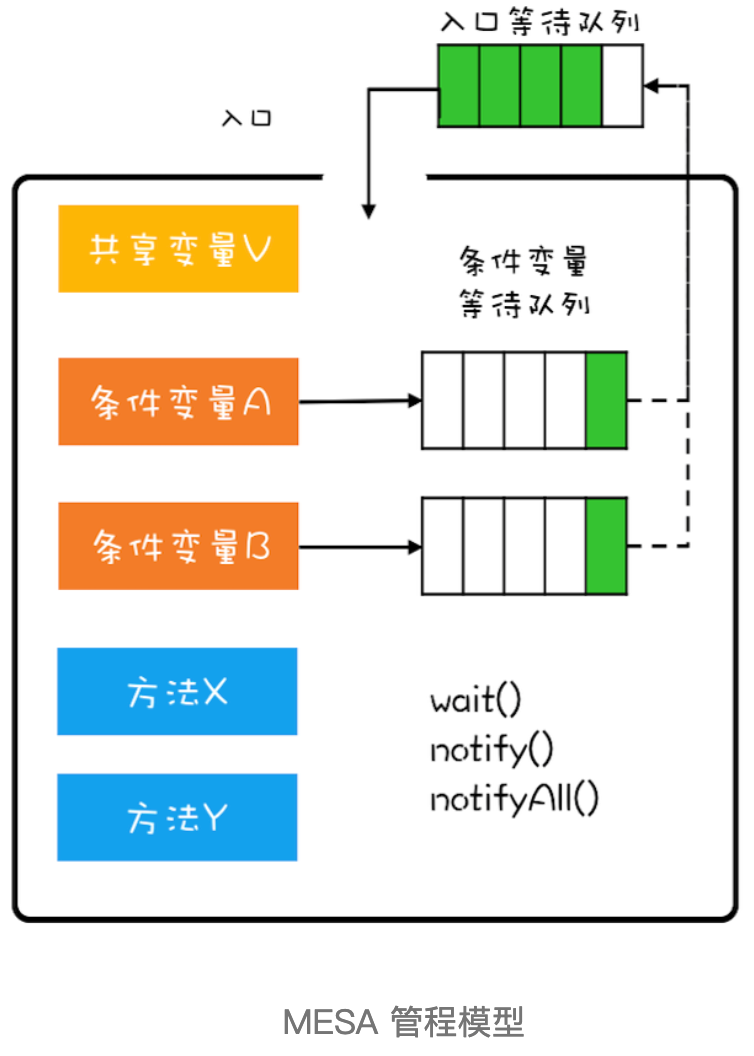 入口等待队列
入口
共享变量V
条件变量
等待队列
条件变量A
条件变量B
方法X
wait()
notify()
notifyAll()
方法Y
MESA 管程模型